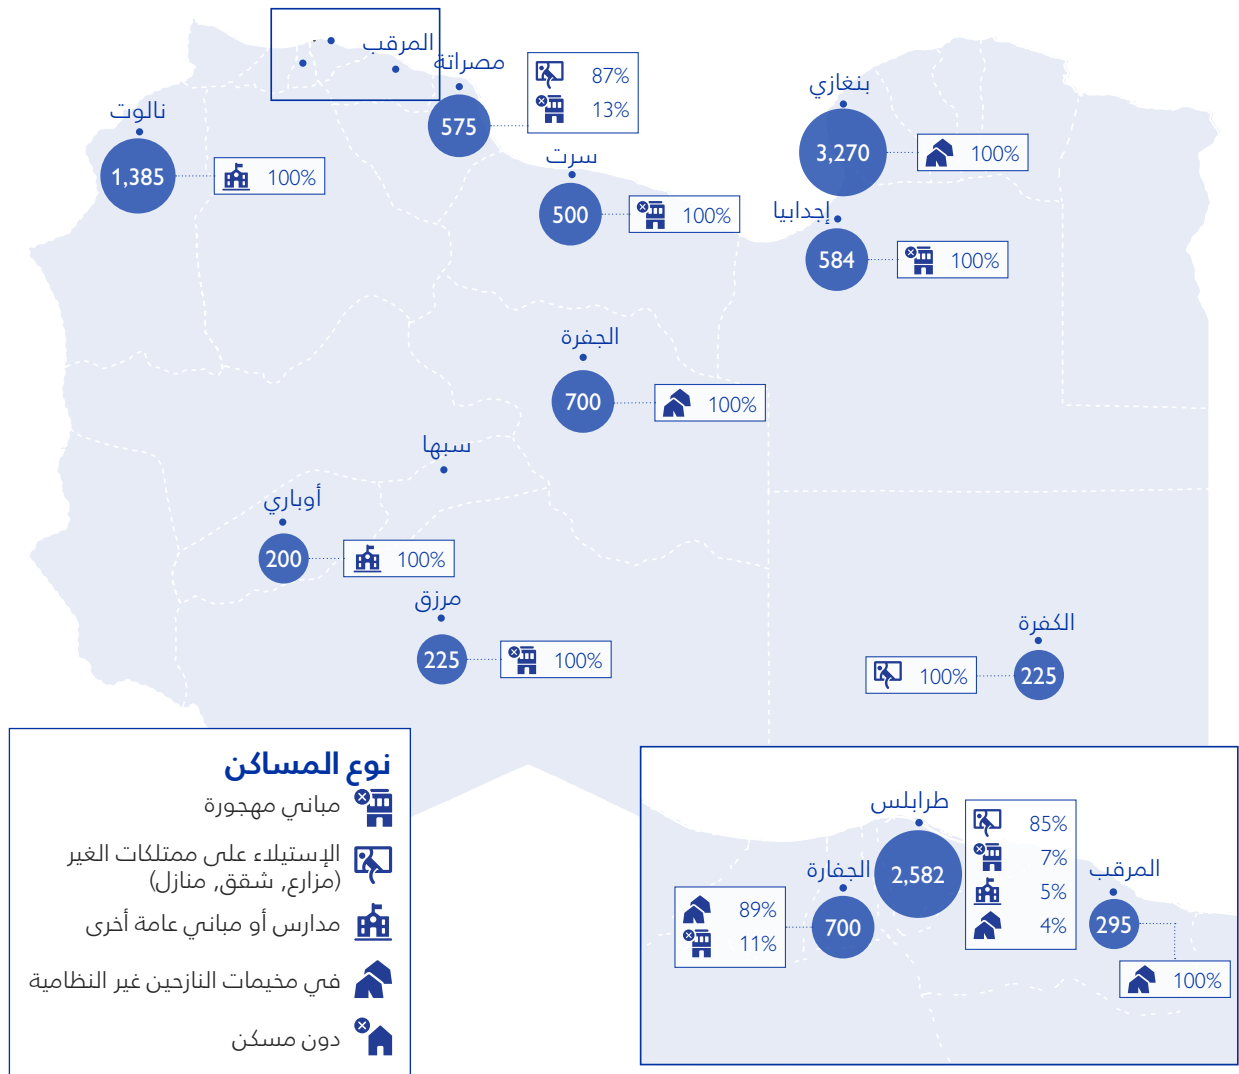 المرقب
مصراتة
575
87%
13%
نالوت
1,385
100%
سرت
500
100%
بنغازي
3,270
100%
إجدابيا
584
100%
الجفرة
700
100%
سبها
أوباري
200
100%
مرزق
225
100%
الكفرة
225
100%
نوع المساكن
مباني مهجورة
الإستيلاء على ممتلكات الغير
(مزارع, شقق, منازل)
مدارس أو مباني عامة أخرى
في مخيمات النازحين غير النظامية
دون مسكن
طرابلس
2,582
85%
7%
5%
4%
الجفارة
700
89%
11%
المرقب
295
100%